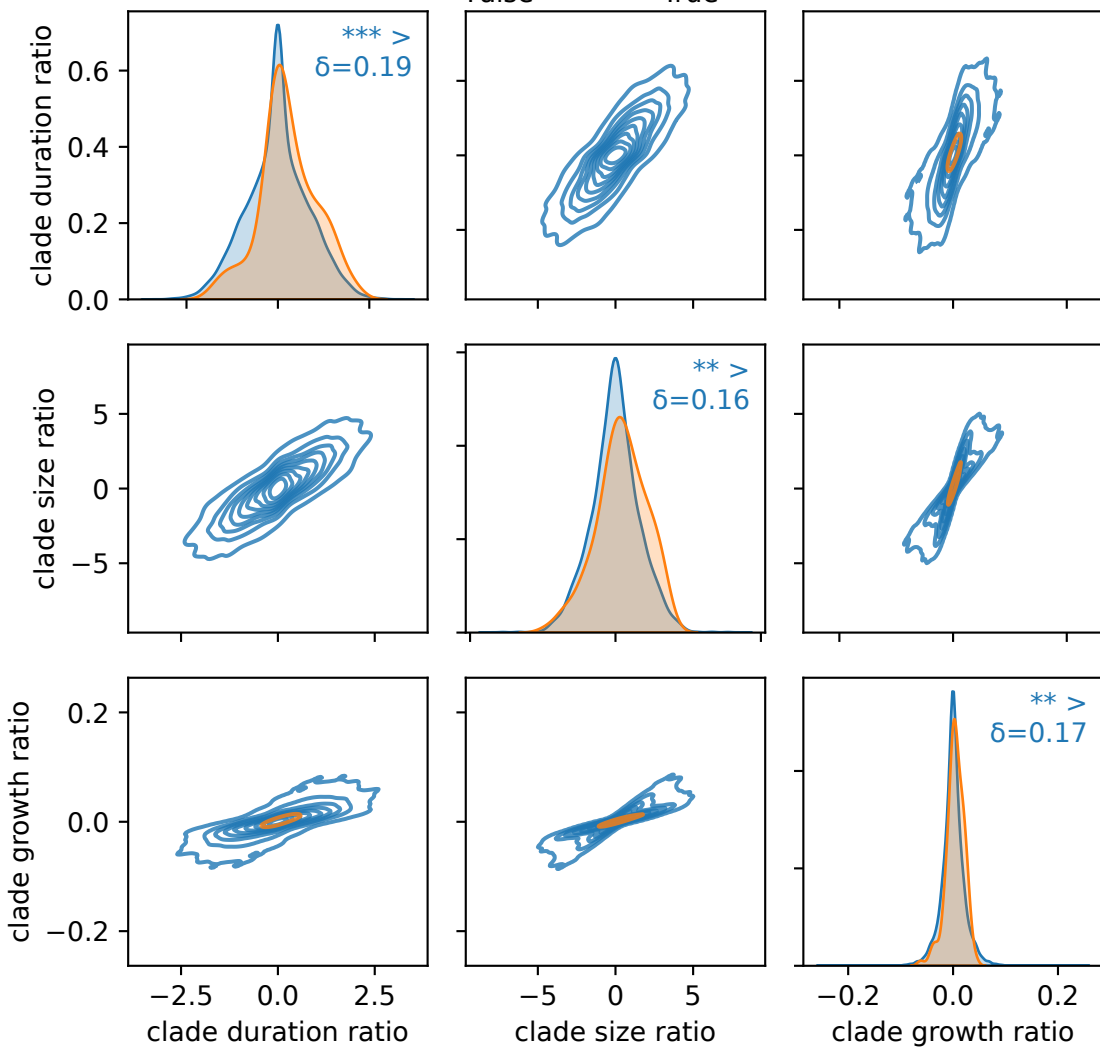 clade duration ratio
0.6
0.4
0.2
0.0
*** >
δ=0.19
clade size ratio
5
0
−5
** >
δ=0.16
clade growth ratio
0.2
0.0
−0.2
** >
δ=0.17
−2.5 0.0 2.5
−5 0 5
−0.2 0.0 0.2
clade duration ratio
clade size ratio
clade growth ratio